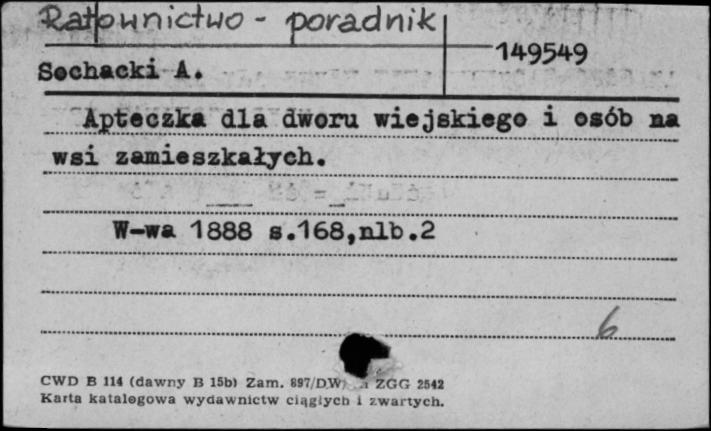 Ratownictwo - poradnik
149549
Sochacki A.
Apteczka dla dworu wiejskiego i osób na
wsi zamieszkałych.
W-wa 1888 s.168,nlb.2
6
CWD B 114 (dawny B 15b) Zam. 897/D.W ZGG 2542
Karta katalogowa wydawnictw ciągłych i zwartych.